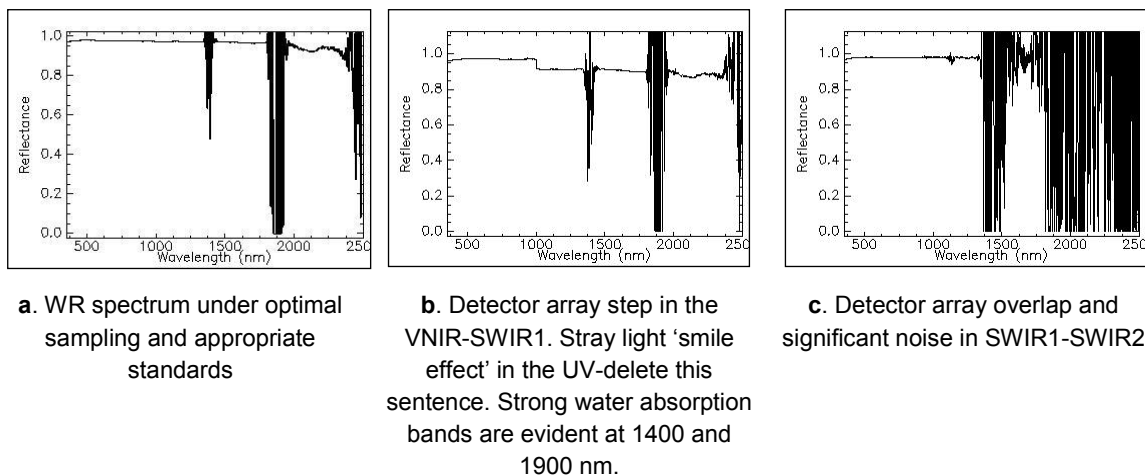 1.0
0.8
0.6
0.4
0.2
0.0
Reflectance
500 1000 1500 2000 250
Wavelength (nm)
1.0
0.8
0.6
0.4
0.2
0.0
Reflectance
500 1000 1500 2000 250
Wavelength (nm)
1.0
0.8
0.6
0.4
0.2
0.0
Reflectance
500 1000 1500 2000 250
Wavelength (nm)
a. WR spectrum under optimal
sampling and appropriate
standards
b. Detector array step in the
VNIR-SWIR1. Stray light ‘smile
effect’ in the UV-delete this
sentence. Strong water absorption
bands are evident at 1400 and
1900 nm.
c. Detector array overlap and
significant noise in SWIR1-SWIR2